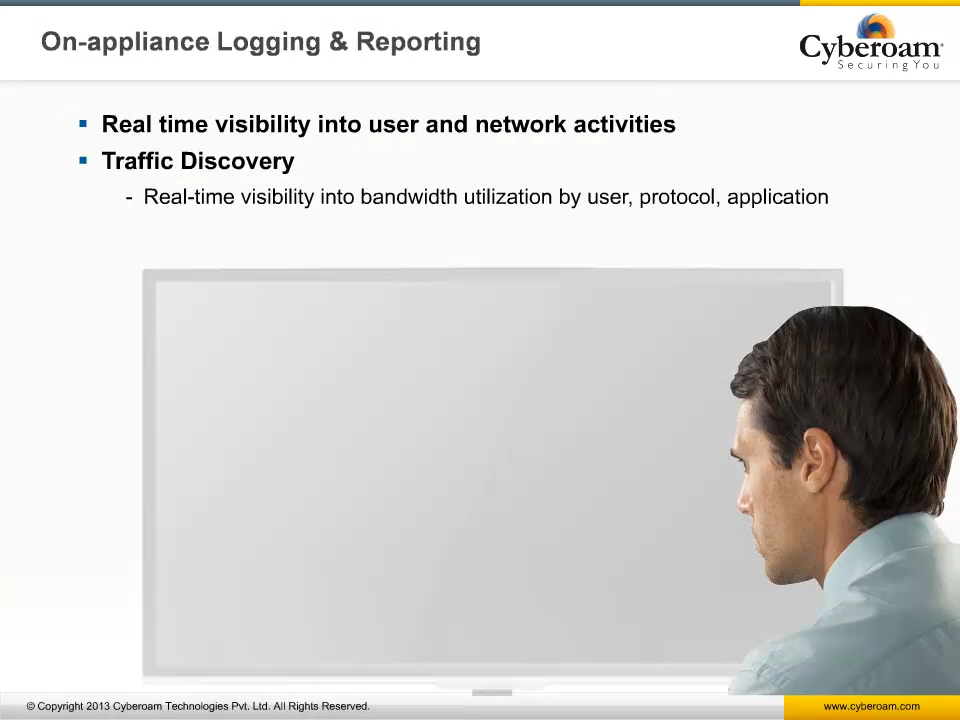 On-appliance Logging & Reporting
Cyberoam
Securing You
Real time visibility into user and network activities
Traffic Discovery
- Real-time visibility into bandwidth utilization by user, protocol, application
© Copyright 2013 Cyberoam Technologies Pvt. Ltd. All Rights Reserved.
www.cyberoam.com